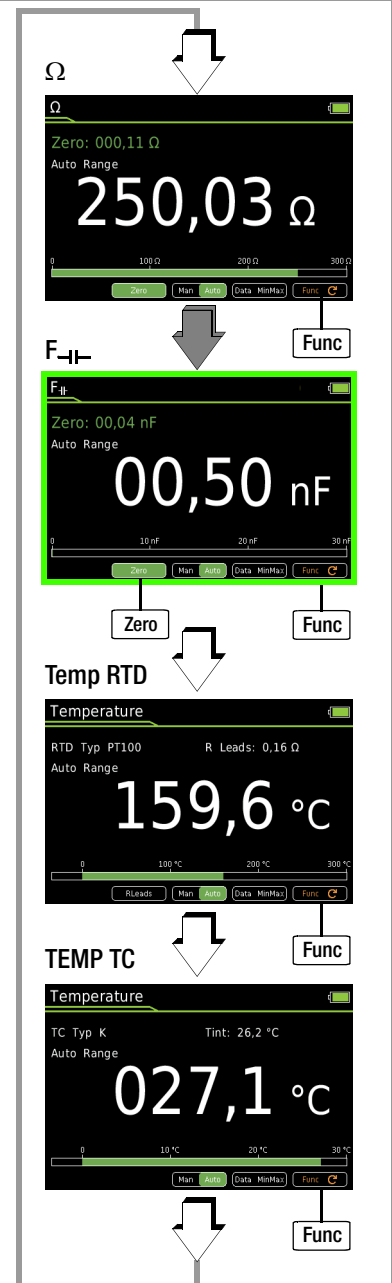 Ω
Ω
Zero: 000,11 Ω
Auto Range
250,03 Ω
0 100 Ω 200 Ω 300 Ω
Zero Man Auto Data MinMax Func
Func
F
F
Zero: 00,04 nF
Auto Range
00,50 nF
0 10 nF 20 nF 30 nF
Zero Man Auto Data MinMax Func
Zero Func
Temp RTD
Temperature
RTD Typ PT100 R Leads: 0,16 Ω
Auto Range
159,6 °C
0 100 °C 200 °C 300 °C
RLeads Man Auto Data MinMax Func
Func
TEMP TC
Temperature
TC Typ K Tint: 26,2 °C
Auto Range
027,1 °C
0 10 °C 20 °C 30 °C
Man Auto Data MinMax Func
Func